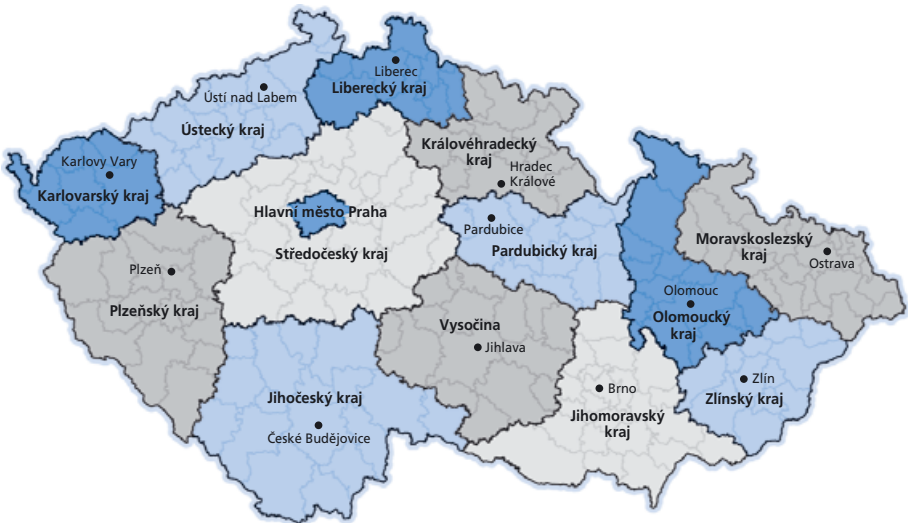 Liberec
Liberecký kraj
Ústí nad Labem
Ústecký kraj
Karlovy Vary
Karlovarský kraj
Královéhradecký
kraj
Hradec
Králové
Hlavní město Praha
Středočeský kraj
Pardubice
Pardubický kraj
Moravskoslezský
kraj
Ostrava
Plzeň
Plzeňský kraj
Olomouc
Olomoucký
kraj
Vysočina
Jihlava
Jihočeský kraj
České Budějovice
Brno
Jihomoravský
kraj
Zlín
Zlínský kraj